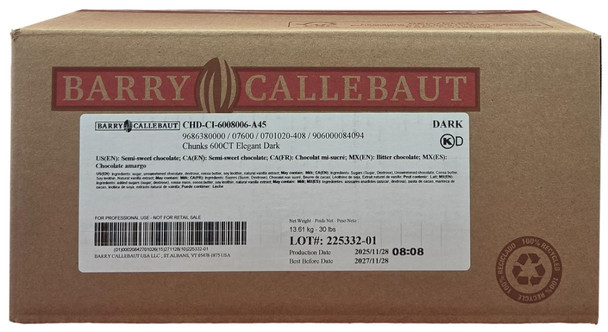 BARRY CALLEBAUT
BARRY CALLEBAUT CHD-CI-6008006-A45 DARK
9686380000 / 07600 / 0701020-408 / 906000084094
Chunks 600CT Elegant Dark
K D
US(EN): Semi-sweet chocolate; CA(EN): Semi-sweet chocolate; CA(FR): Chocolat mi-sucré; MX(EN): Bitter chocolate; MX(ES):
Chocolate amargo
FOR PROFESSIONAL USE - NOT FOR RETAIL SALE
Net Weight - Poids Net - Peso Neto
13.61 kg - 30 lbs
LOT#: 225332-01
Production Date 2025/11/28 08:08
Best Before Date 2027/11/28
BARRY CALLEBAUT USA LLC , ST.ALBANS, VT 05478-1875 USA
100% RECYCLED
100% RECYCLED